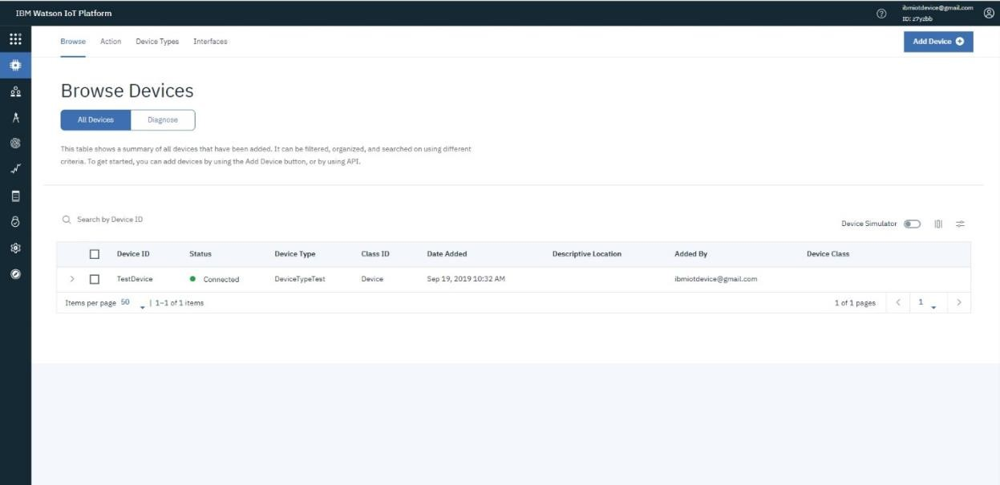 IBM Watson IoT Platform
ibmiotdevice@gmail.com
ID: z7yzbb
Browse Action Device Types Interfaces
Add Device
Browse Devices
All Devices Diagnose
This table shows a summary of all devices that have been added. It can be filtered, organized, and searched on using different
criteria. To get started, you can add devices by using the Add Device button, or by using API.
Search by Device ID
Device Simulator
Device ID Status Device Type Class ID Date Added Descriptive Location Added By Device Class
TestDevice Connected DeviceTypeTest Device Sep 19, 2019 10:32 AM ibmiotdevice@gmail.com
Items per page 50 | 1–1 of 1 items 1 of 1 pages 1